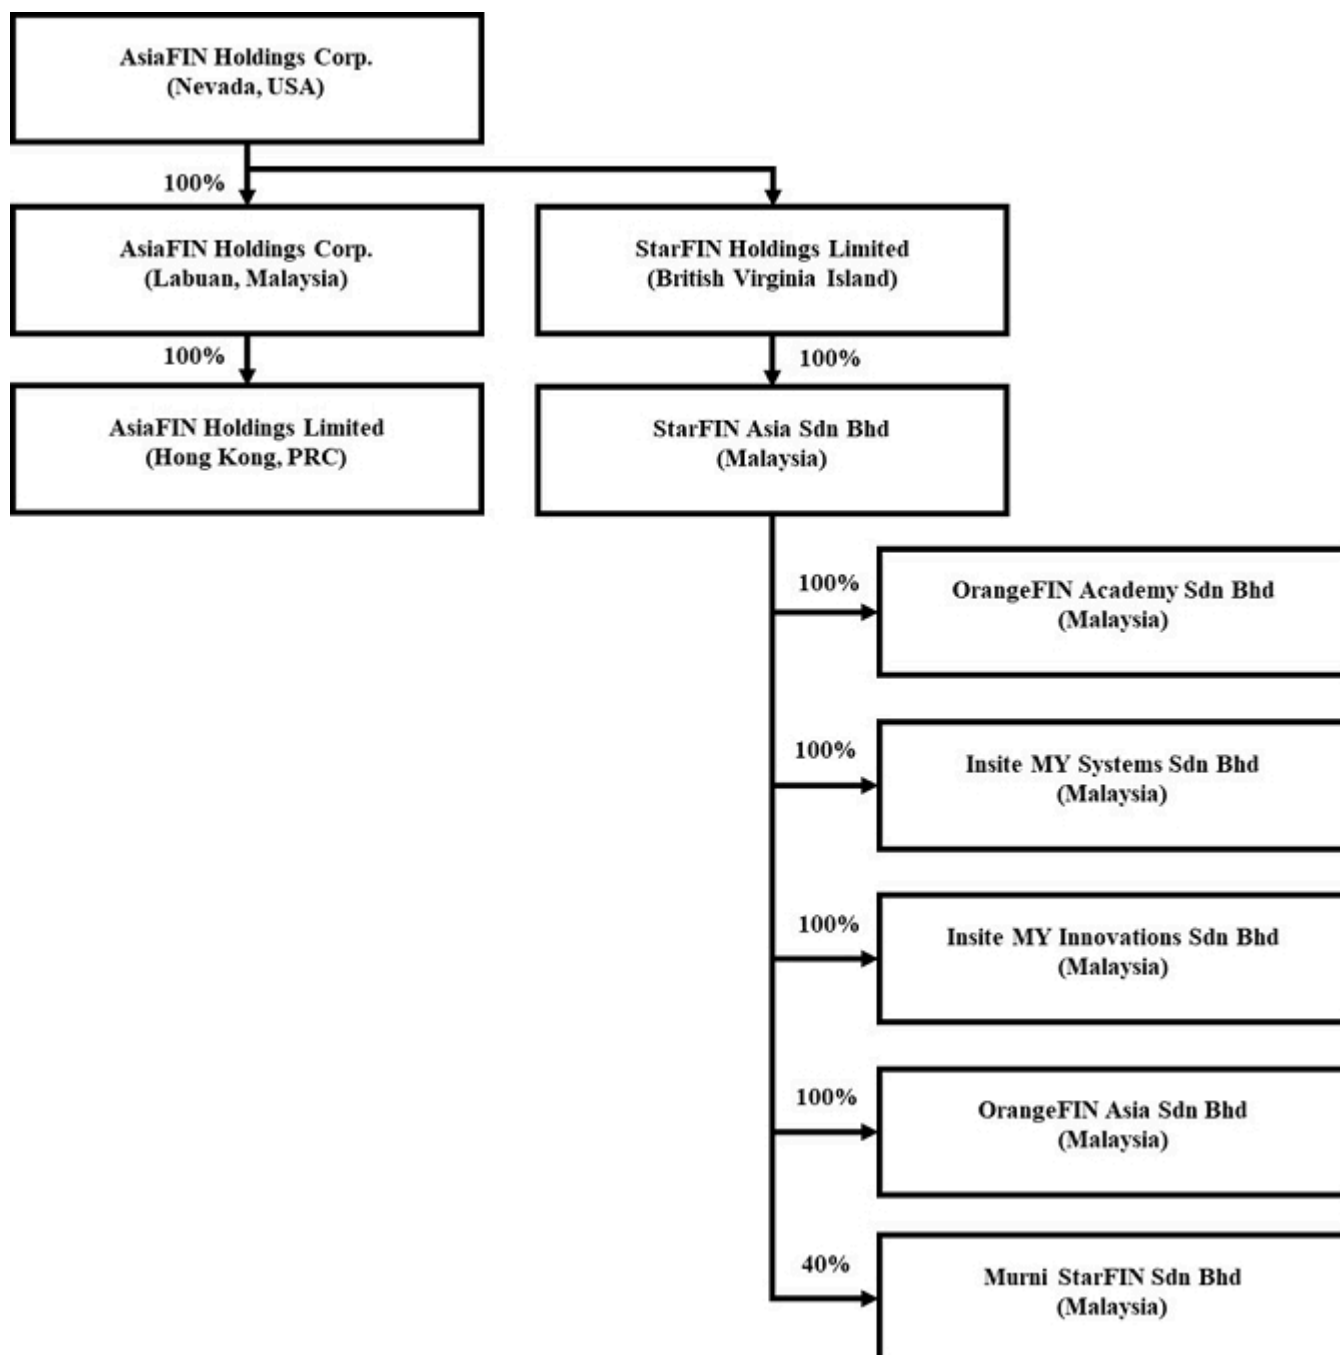 AsiaFIN Holdings Corp.
(Nevada, USA)
100%
AsiaFIN Holdings Corp.
(Labuan, Malaysia)
StarFIN Holdings Limited
(British Virginia Island)
100%
100%
AsiaFIN Holdings Limited
(Hong Kong, PRC)
StarFIN Asia Sdn Bhd
(Malaysia)
100%
OrangeFIN Academy Sdn Bhd
(Malaysia)
100%
Insite MY Systems Sdn Bhd
(Malaysia)
100%
Insite MY Innovations Sdn Bhd
(Malaysia)
100%
OrangeFIN Asia Sdn Bhd
(Malaysia)
40%
Murni StarFIN Sdn Bhd
(Malaysia)